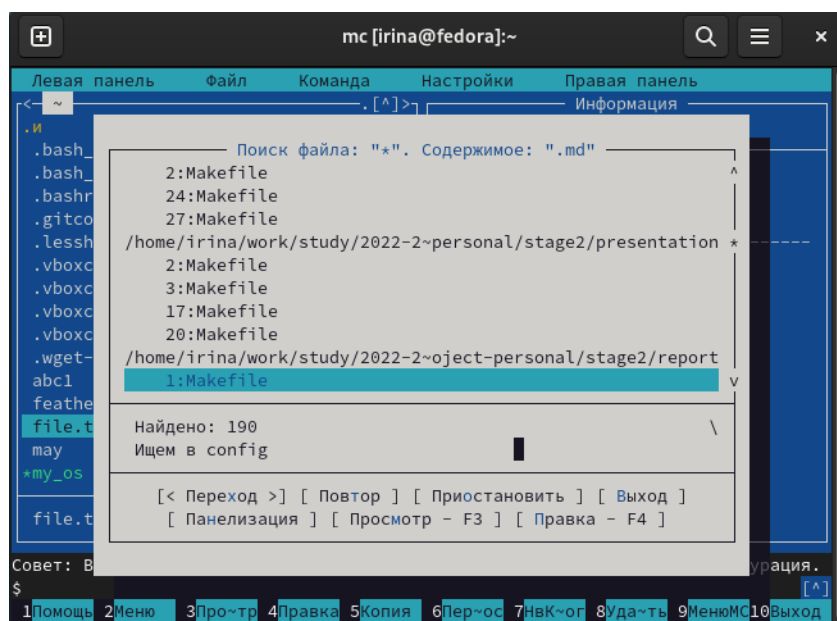 mc [irina@fedora]:~
Левая панель Файл Команда Настройки Правая панель
<─ ~ ─.[^]> Информация
.и
.bash_
.bash_
.bashr
.gitco
.lessh
.vboxc
.vboxc
.vboxc
.vboxc
.wget-
abc1
feathe
file.t
may
*my_os
file.t
Поиск файла: "*". Содержимое: ".md"
2:Makefile
24:Makefile
27:Makefile
/home/irina/work/study/2022-2~personal/stage2/presentation
2:Makefile
3:Makefile
17:Makefile
20:Makefile
/home/irina/work/study/2022-2~oject-personal/stage2/report
1:Makefile
Найдено: 190 \
Ищем в config
[< Переход >] [ Повтор ] [ Приостановить ] [ Выход ]
[ Панелизация ] [ Просмотр - F3 ] [ Правка - F4 ]
Совет: В урация.
$ [^]
1Помощь 2Меню 3Про~тр 4Правка 5Копия 6Пер~ос 7НвК~ог 8Уда~ть 9МенюMC 10Выход